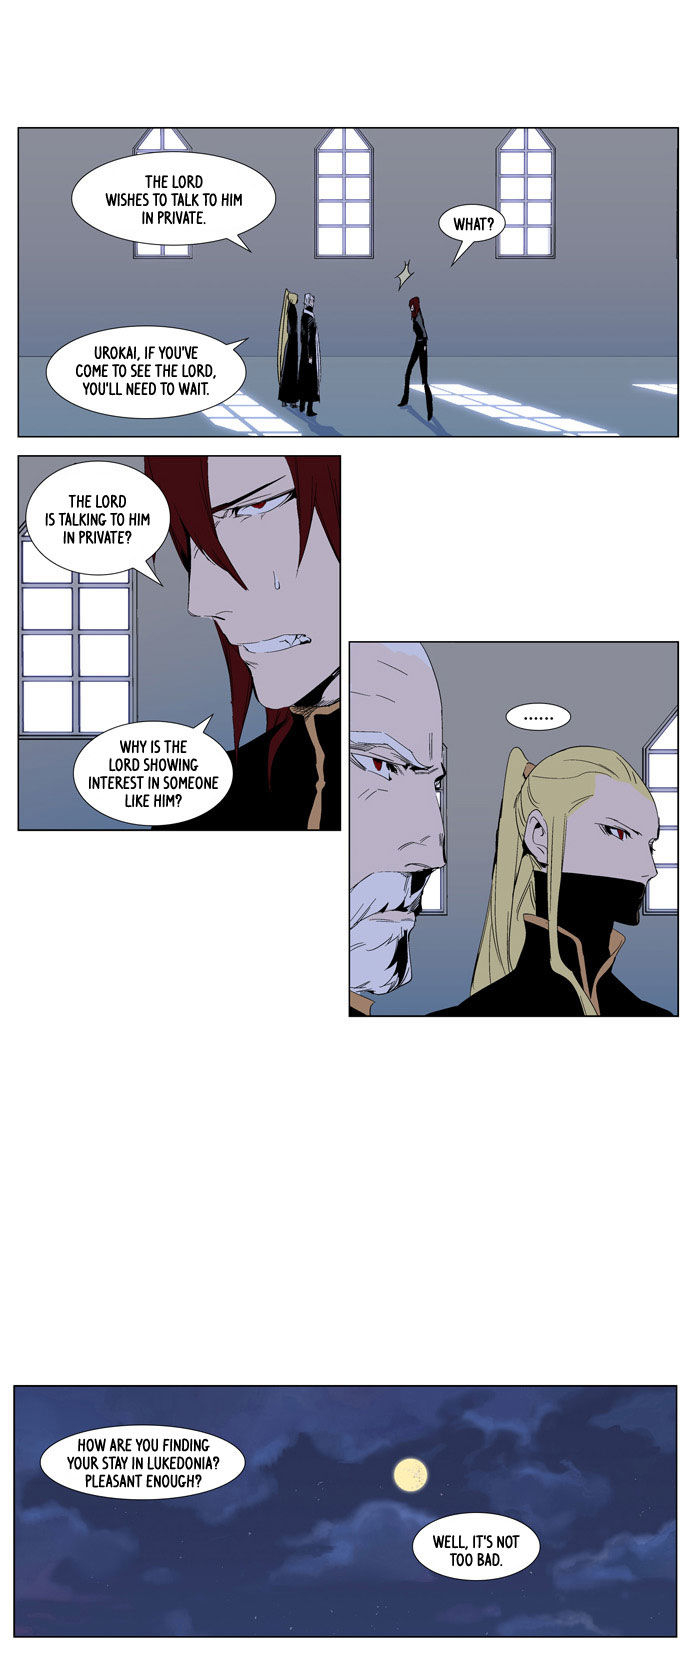 THE LORD
WISHES TO TALK TO HIM
IN PRIVATE.
WHAT?
UROKAI, IF YOU'VE
COME TO SEE THE LORD,
YOU'LL NEED TO WAIT.
THE LORD
IS TALKING TO HIM
IN PRIVATE?
WHY IS THE
LORD SHOWING
INTEREST IN SOMEONE
LIKE HIM?
......
HOW ARE YOU FINDING
YOUR STAY IN LUKEDONIA?
PLEASANT ENOUGH?
WELL, IT'S NOT
TOO BAD.